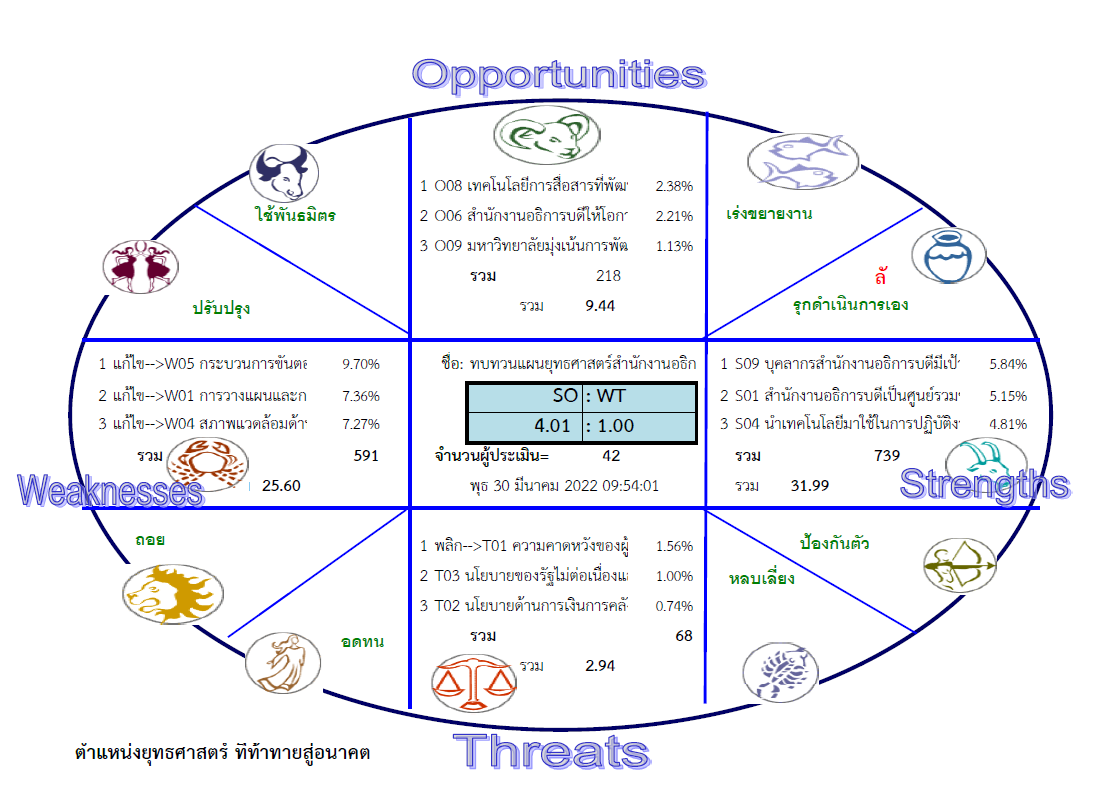 Opportunities
1 O08 เทคโนโลยีการสื่อสารที่พัฒ 2.38%
2 O06 สำนักงานอธิการบดีให้โอก 2.21%
3 O09 มหาวิทยาลัยมุ่งเน้นการพัฒ 1.13%
รวม 218
รวม 9.44
ใช้พันธมิตร
เร่งขยายงาน
ปรับปรุง
ลั
รุกดำเนินการเอง
1 แก้ไข-->W05 กระบวนการขับ 9.70%
2 แก้ไข-->W01 การวางแผนและก 7.36%
3 แก้ไข-->W04 สภาพแวดล้อมด้า 7.27%
รวม 591
25.60
Weaknesses
ชื่อ: ทบทวนแผนยุทธศาสตร์สำนักงานอธิก
SO : WT
4.01 : 1.00
จำนวนผู้ประเมิน= 42
พุธ 30 มีนาคม 2022 09:54:01
1 S09 บุคลากรสำนักงานอธิการบดีมีเป้า 5.84%
2 S01 สำนักงานอธิการบดีเป็นศูนย์รวม 5.15%
3 S04 นำเทคโนโลยีมาใช้ในการปฏิบัติง 4.81%
รวม 739
รวม 31.99
Strengths
ถอย
อดทน
1 พลิก-->T01 ความคาดหวังของผู้ 1.56%
2 T03 นโยบายของรัฐไม่ต่อเนื่องแ 1.00%
3 T02 นโยบายด้านการเงินการคลัง 0.74%
รวม 68
รวม 2.94
ป้องกันตัว
หลบเลี่ยง
Threats
ตำแหน่งยุทธศาสตร์ ที่ท้าทายสู่อนาคต